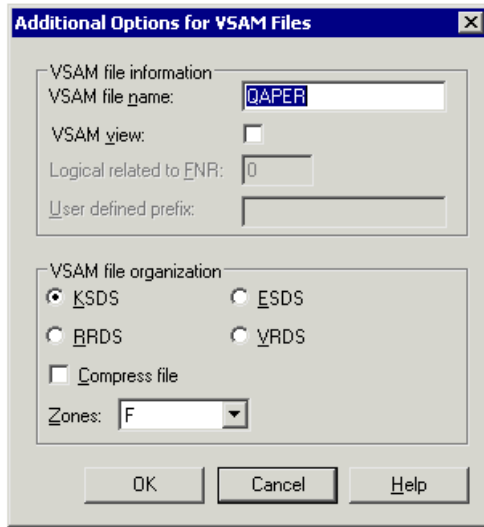 Additional Options for VSAM Files
VSAM file information
VSAM file name: QAPER
VSAM view:
Logical related to FNR: 0
User defined prefix:
VSAM file organization
KSDS ESDS
RRDS VRDS
Compress file
Zones: F
OK Cancel Help